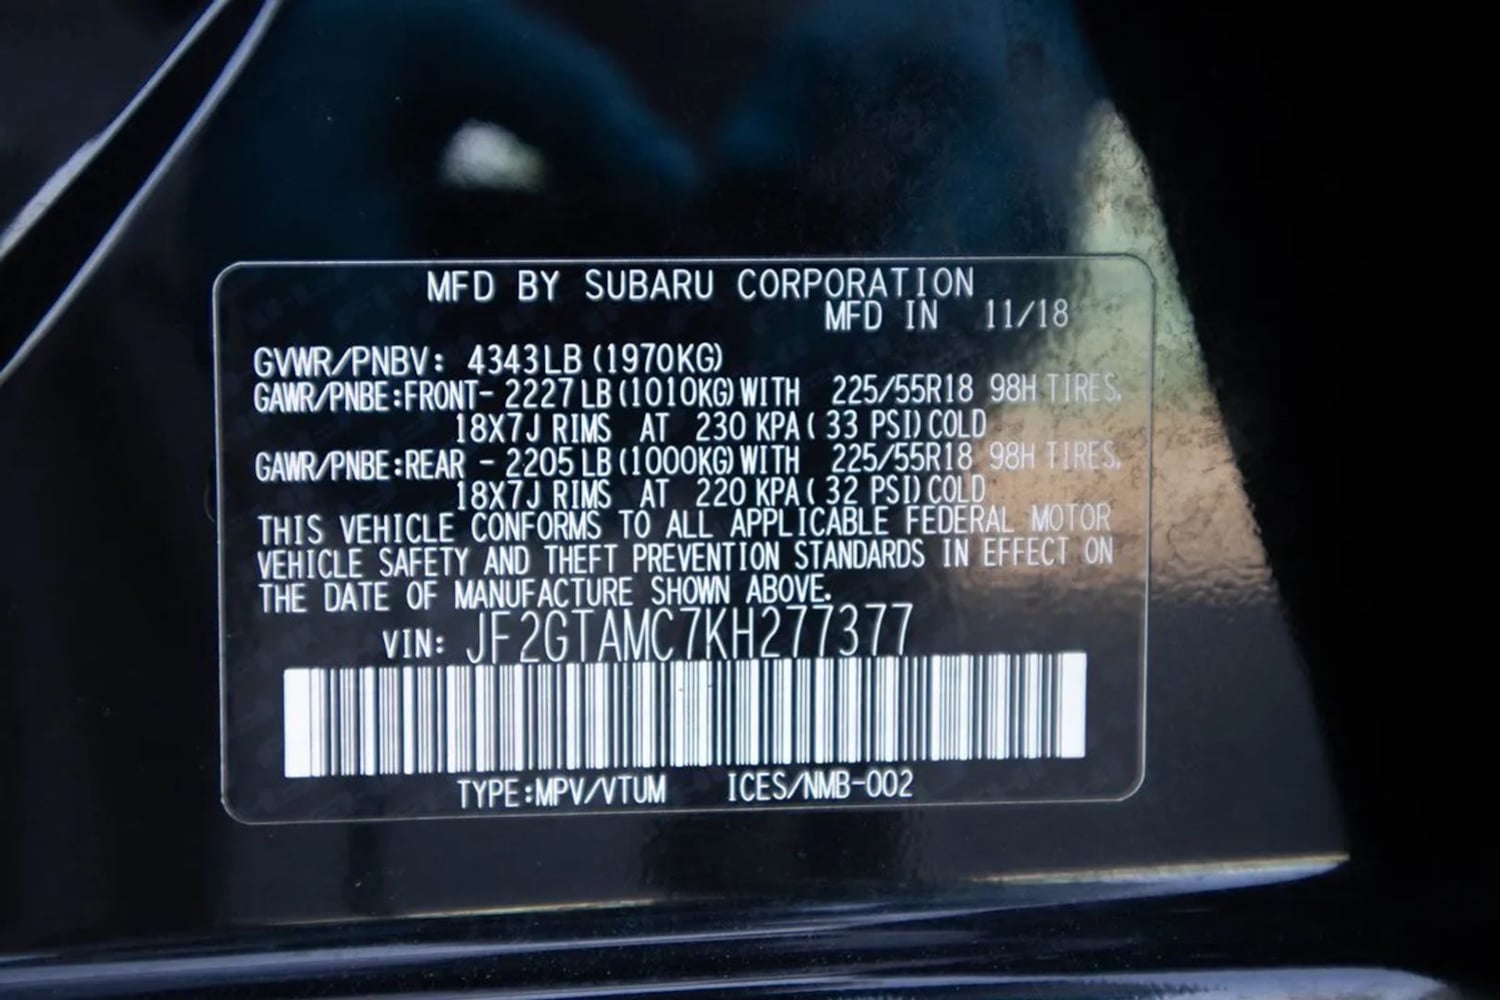 MFD BY SUBARU CORPORATION
MFD IN 11/18
GVWR/PNBV: 4343LB (1970KG)
GAWR/PNBE:FRONT- 2227 LB (1010KG) WITH 225/55R18 98H TIRES,
18X7J RIMS AT 230 KPA ( 33 PSI) COLD
GAWR/PNBE:REAR - 2205 LB (1000KG) WITH 225/55R18 98H TIRES,
18X7J RIMS AT 220 KPA ( 32 PSI) COLD
THIS VEHICLE CONFORMS TO ALL APPLICABLE FEDERAL MOTOR
VEHICLE SAFETY AND THEFT PREVENTION STANDARDS IN EFFECT ON
THE DATE OF MANUFACTURE SHOWN ABOVE.
VIN: JF2GTAMC7KH277377
TYPE:MPV/VTUM ICES/NMB-002